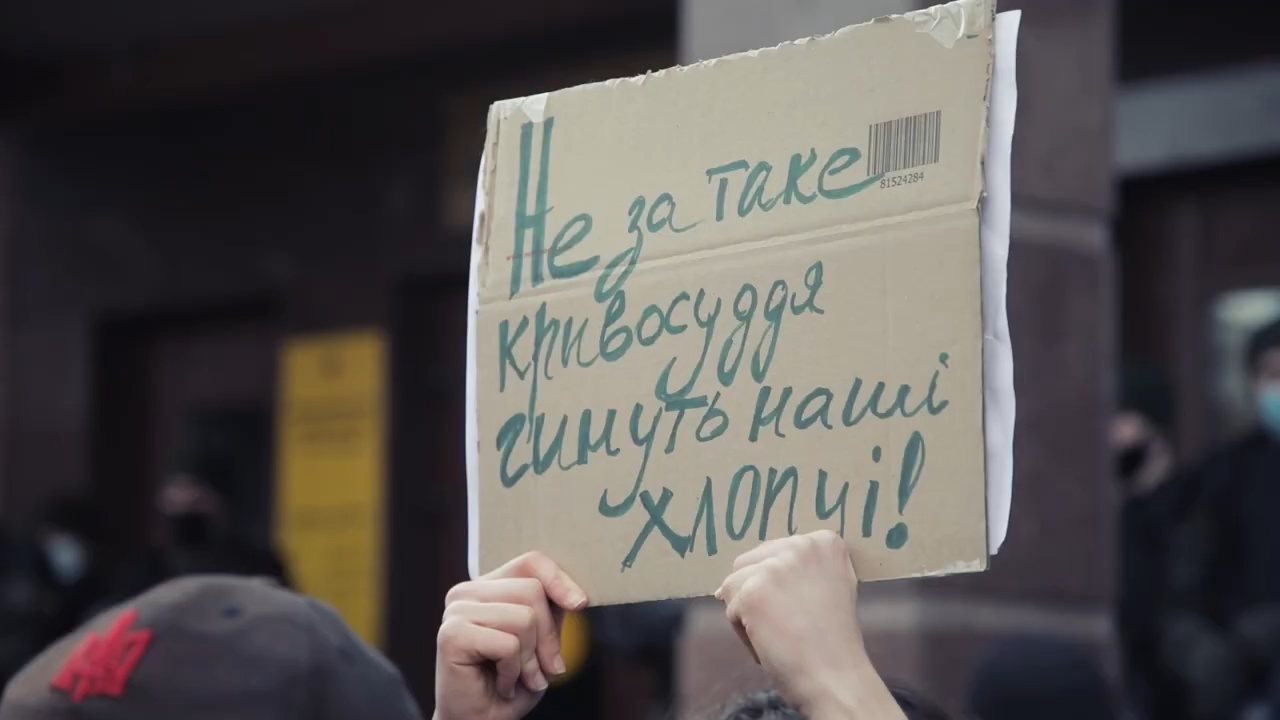 Не за таке
81524284
кривосуддя
гинуть наші
хлопці!